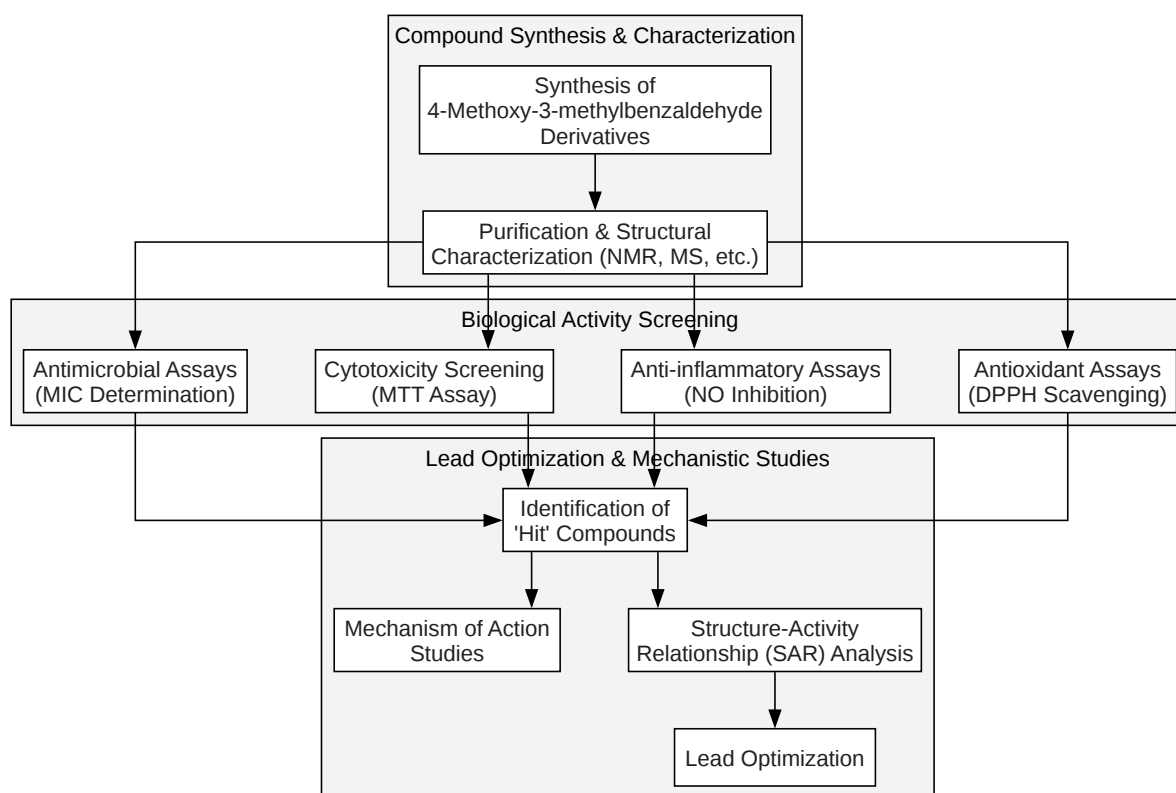 Compound Synthesis & Characterization
Synthesis of
4-Methoxy-3-methylbenzaldehyde
Derivatives
Purification & Structural
Characterization (NMR, MS, etc.)
Biological Activity Screening
Antimicrobial Assays
(MIC Determination)
Cytotoxicity Screening
(MTT Assay)
Anti-inflammatory Assays
(NO Inhibition)
Antioxidant Assays
(DPPH Scavenging)
Lead Optimization & Mechanistic Studies
Identification of
'Hit' Compounds
Mechanism of Action
Studies
Structure-Activity
Relationship (SAR) Analysis
Lead Optimization